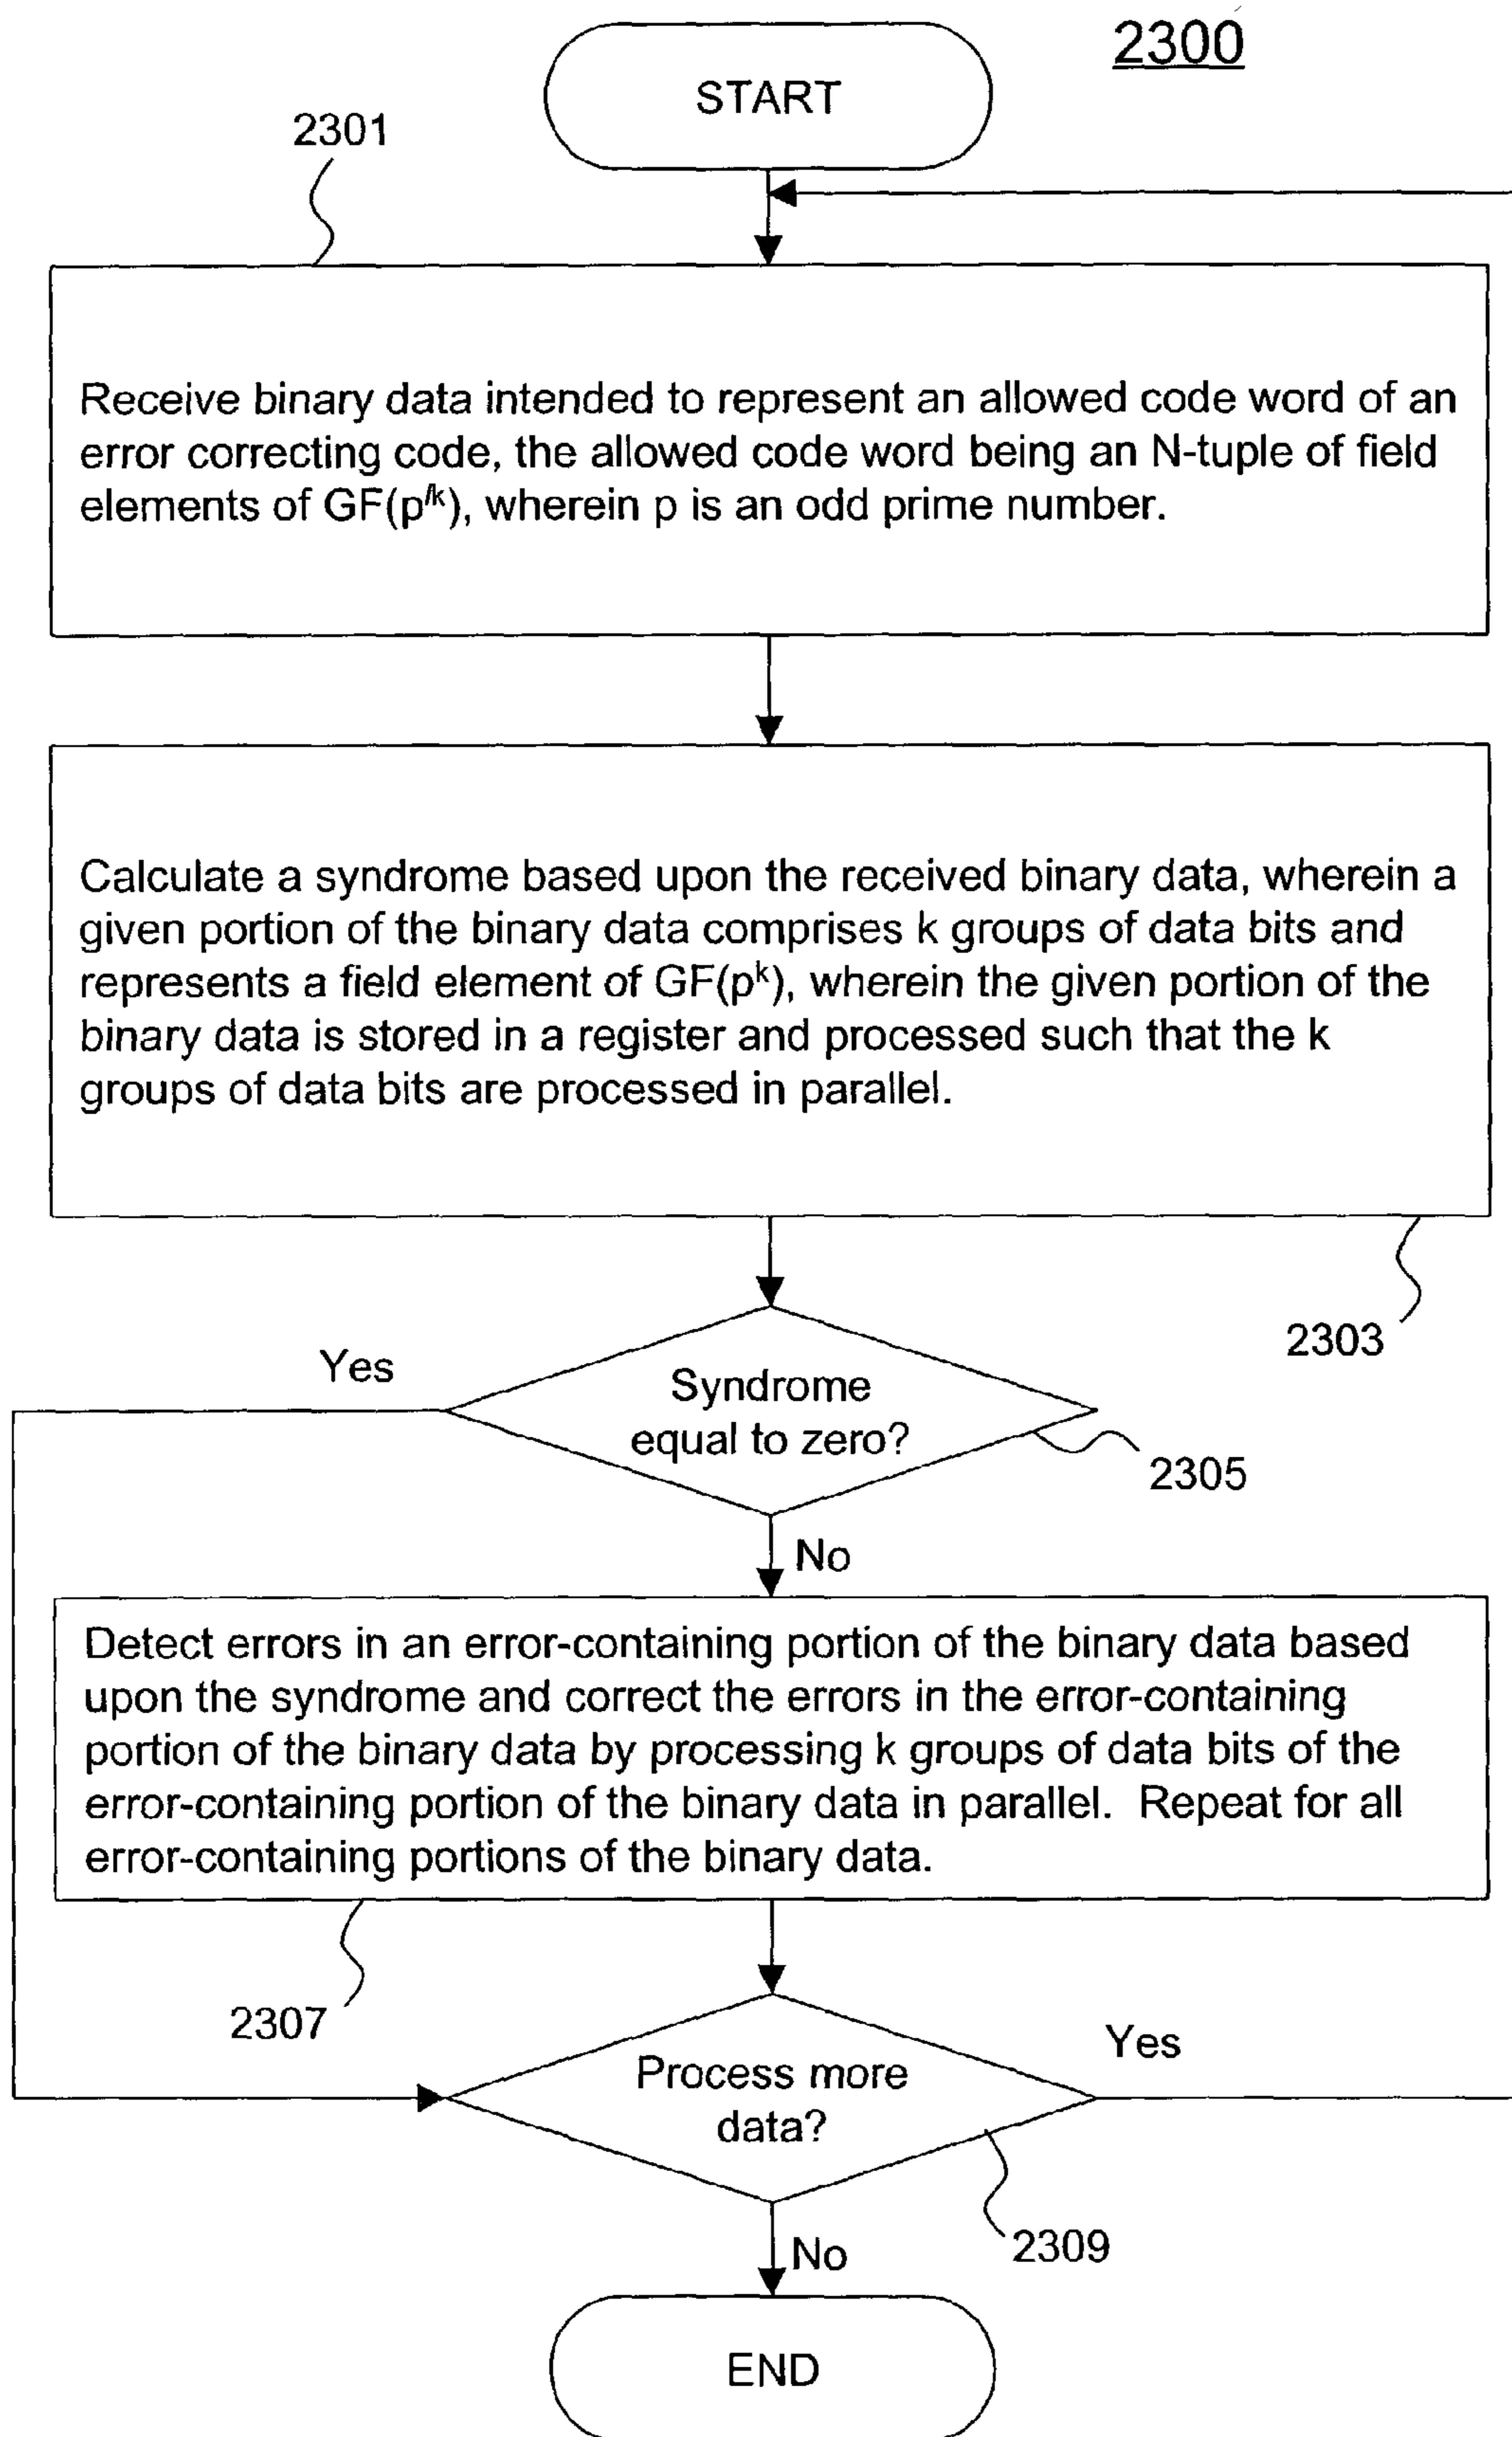 2300
START
2301
Receive binary data intended to represent an allowed code word of an
error correcting code, the allowed code word being an N-tuple of field
elements of GF(p^lk), wherein p is an odd prime number.
Calculate a syndrome based upon the received binary data, wherein a
given portion of the binary data comprises k groups of data bits and
represents a field element of GF(p^k), wherein the given portion of the
binary data is stored in a register and processed such that the k
groups of data bits are processed in parallel.
2303
Yes
Syndrome
equal to zero?
2305
No
Detect errors in an error-containing portion of the binary data based
upon the syndrome and correct the errors in the error-containing
portion of the binary data by processing k groups of data bits of the
error-containing portion of the binary data in parallel. Repeat for all
error-containing portions of the binary data.
2307
Yes
Process more
data?
2309
No
END